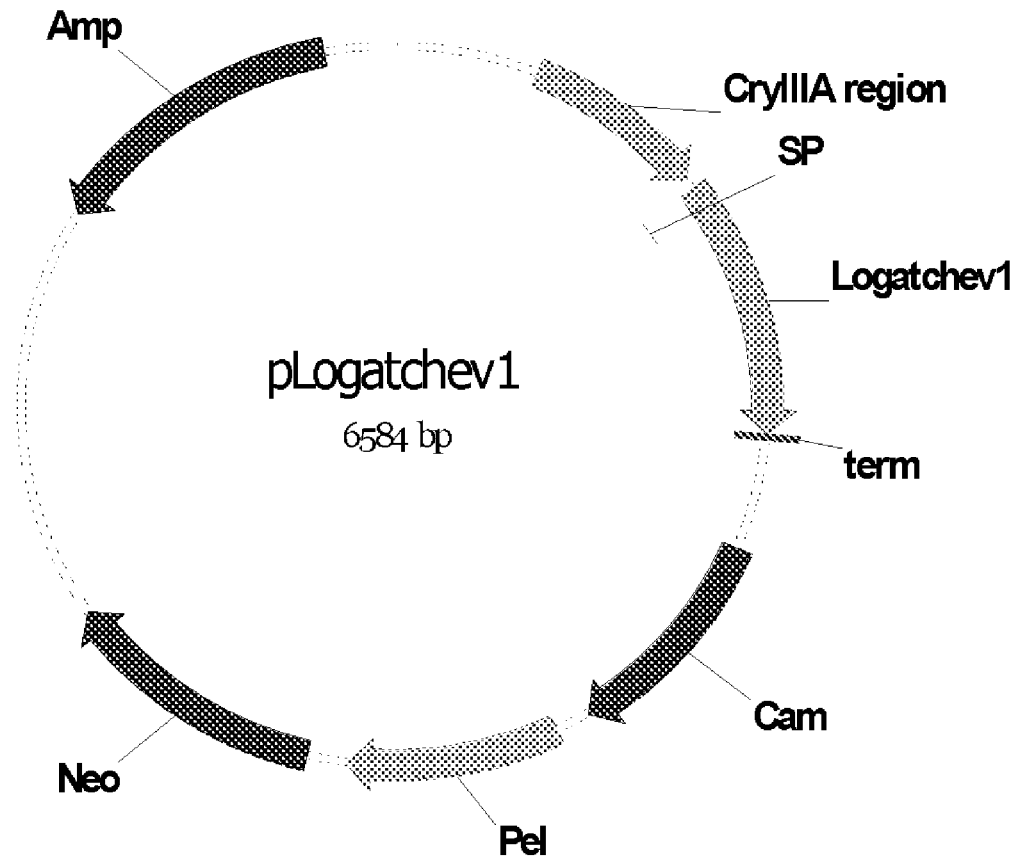 Amp
CryIIIA region
SP
Logatchev1
pLogatchev1
6584 bp
term
Cam
Neo
Pel